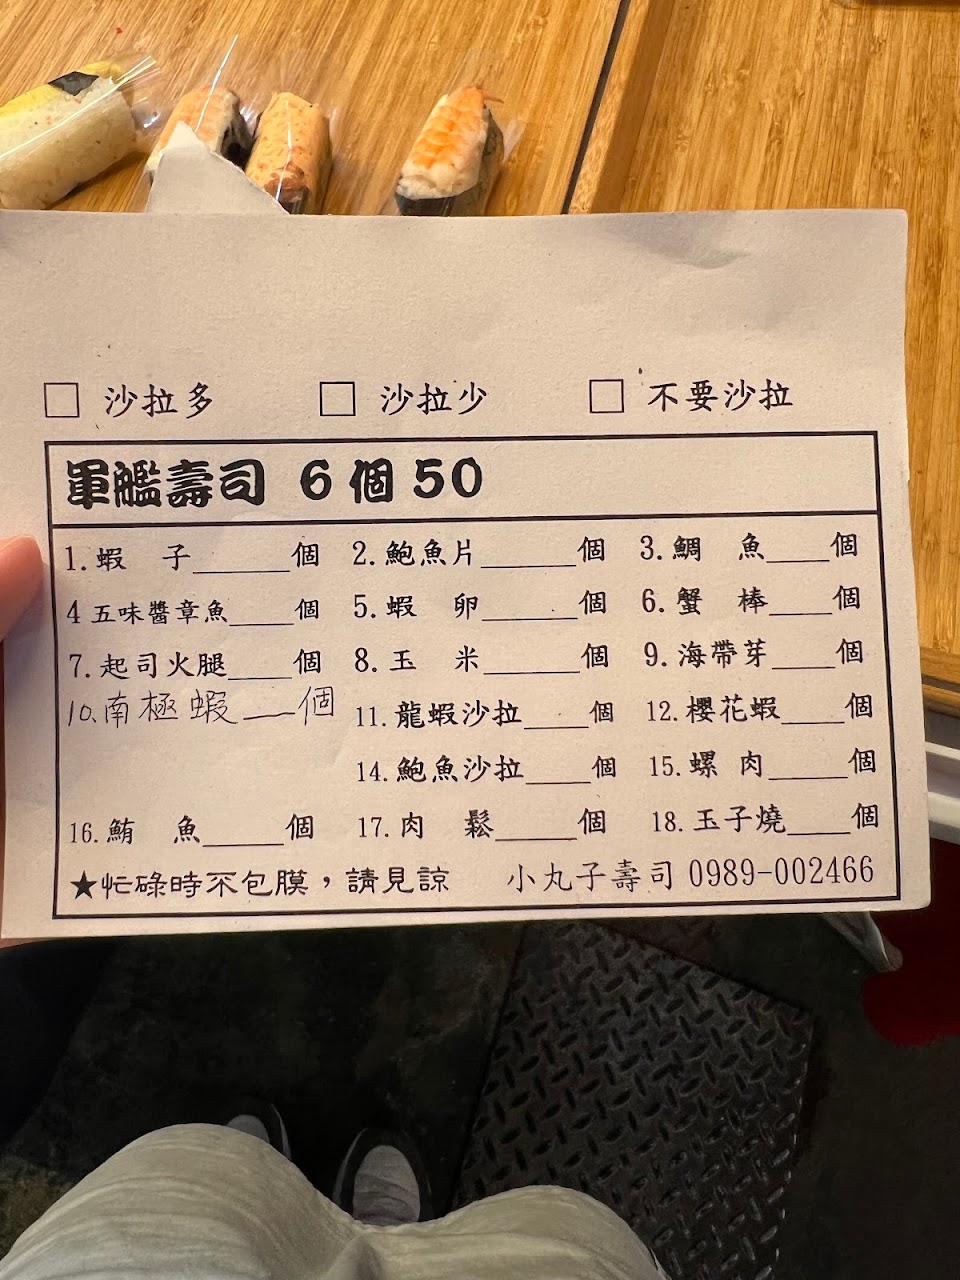 □ 沙拉多 □ 沙拉少 □ 不要沙拉
軍艦壽司 6個50
1.蝦 子______個 2.鮑魚片______個 3.鯛 魚____個
4五味醬章魚____個 5.蝦 卵______個 6.蟹 棒____個
7.起司火腿____個 8.玉 米______個 9.海帶芽____個
10.南極蝦___個 11.龍蝦沙拉____個 12.櫻花蝦____個
14.鮑魚沙拉____個 15.螺 肉_____個
16.鮪 魚_____個 17.肉 鬆_____個 18.玉子燒____個
★忙碌時不包膜，請見諒 小丸子壽司 0989-002466